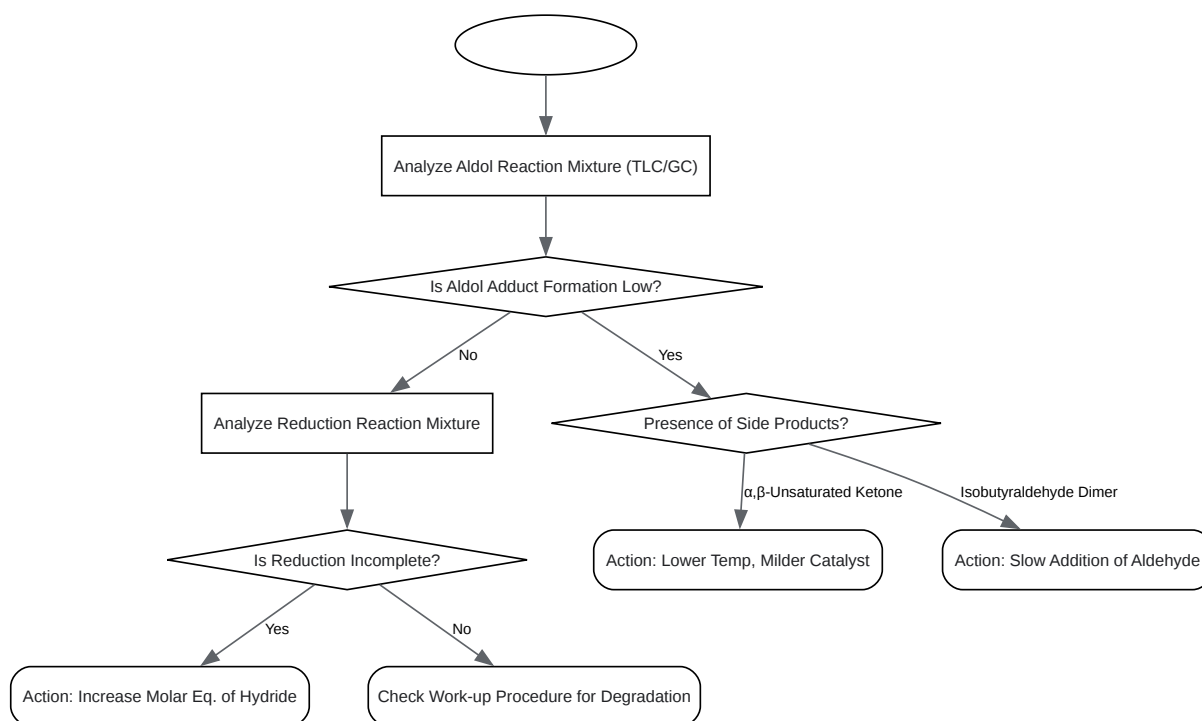 Analyze Aldol Reaction Mixture (TLC/GC)
Is Aldol Adduct Formation Low?
No
Yes
Analyze Reduction Reaction Mixture
Presence of Side Products?
α,β-Unsaturated Ketone
Isobutyraldehyde Dimer
Is Reduction Incomplete?
Action: Lower Temp, Milder Catalyst
Action: Slow Addition of Aldehyde
Yes
No
Action: Increase Molar Eq. of Hydride
Check Work-up Procedure for Degradation